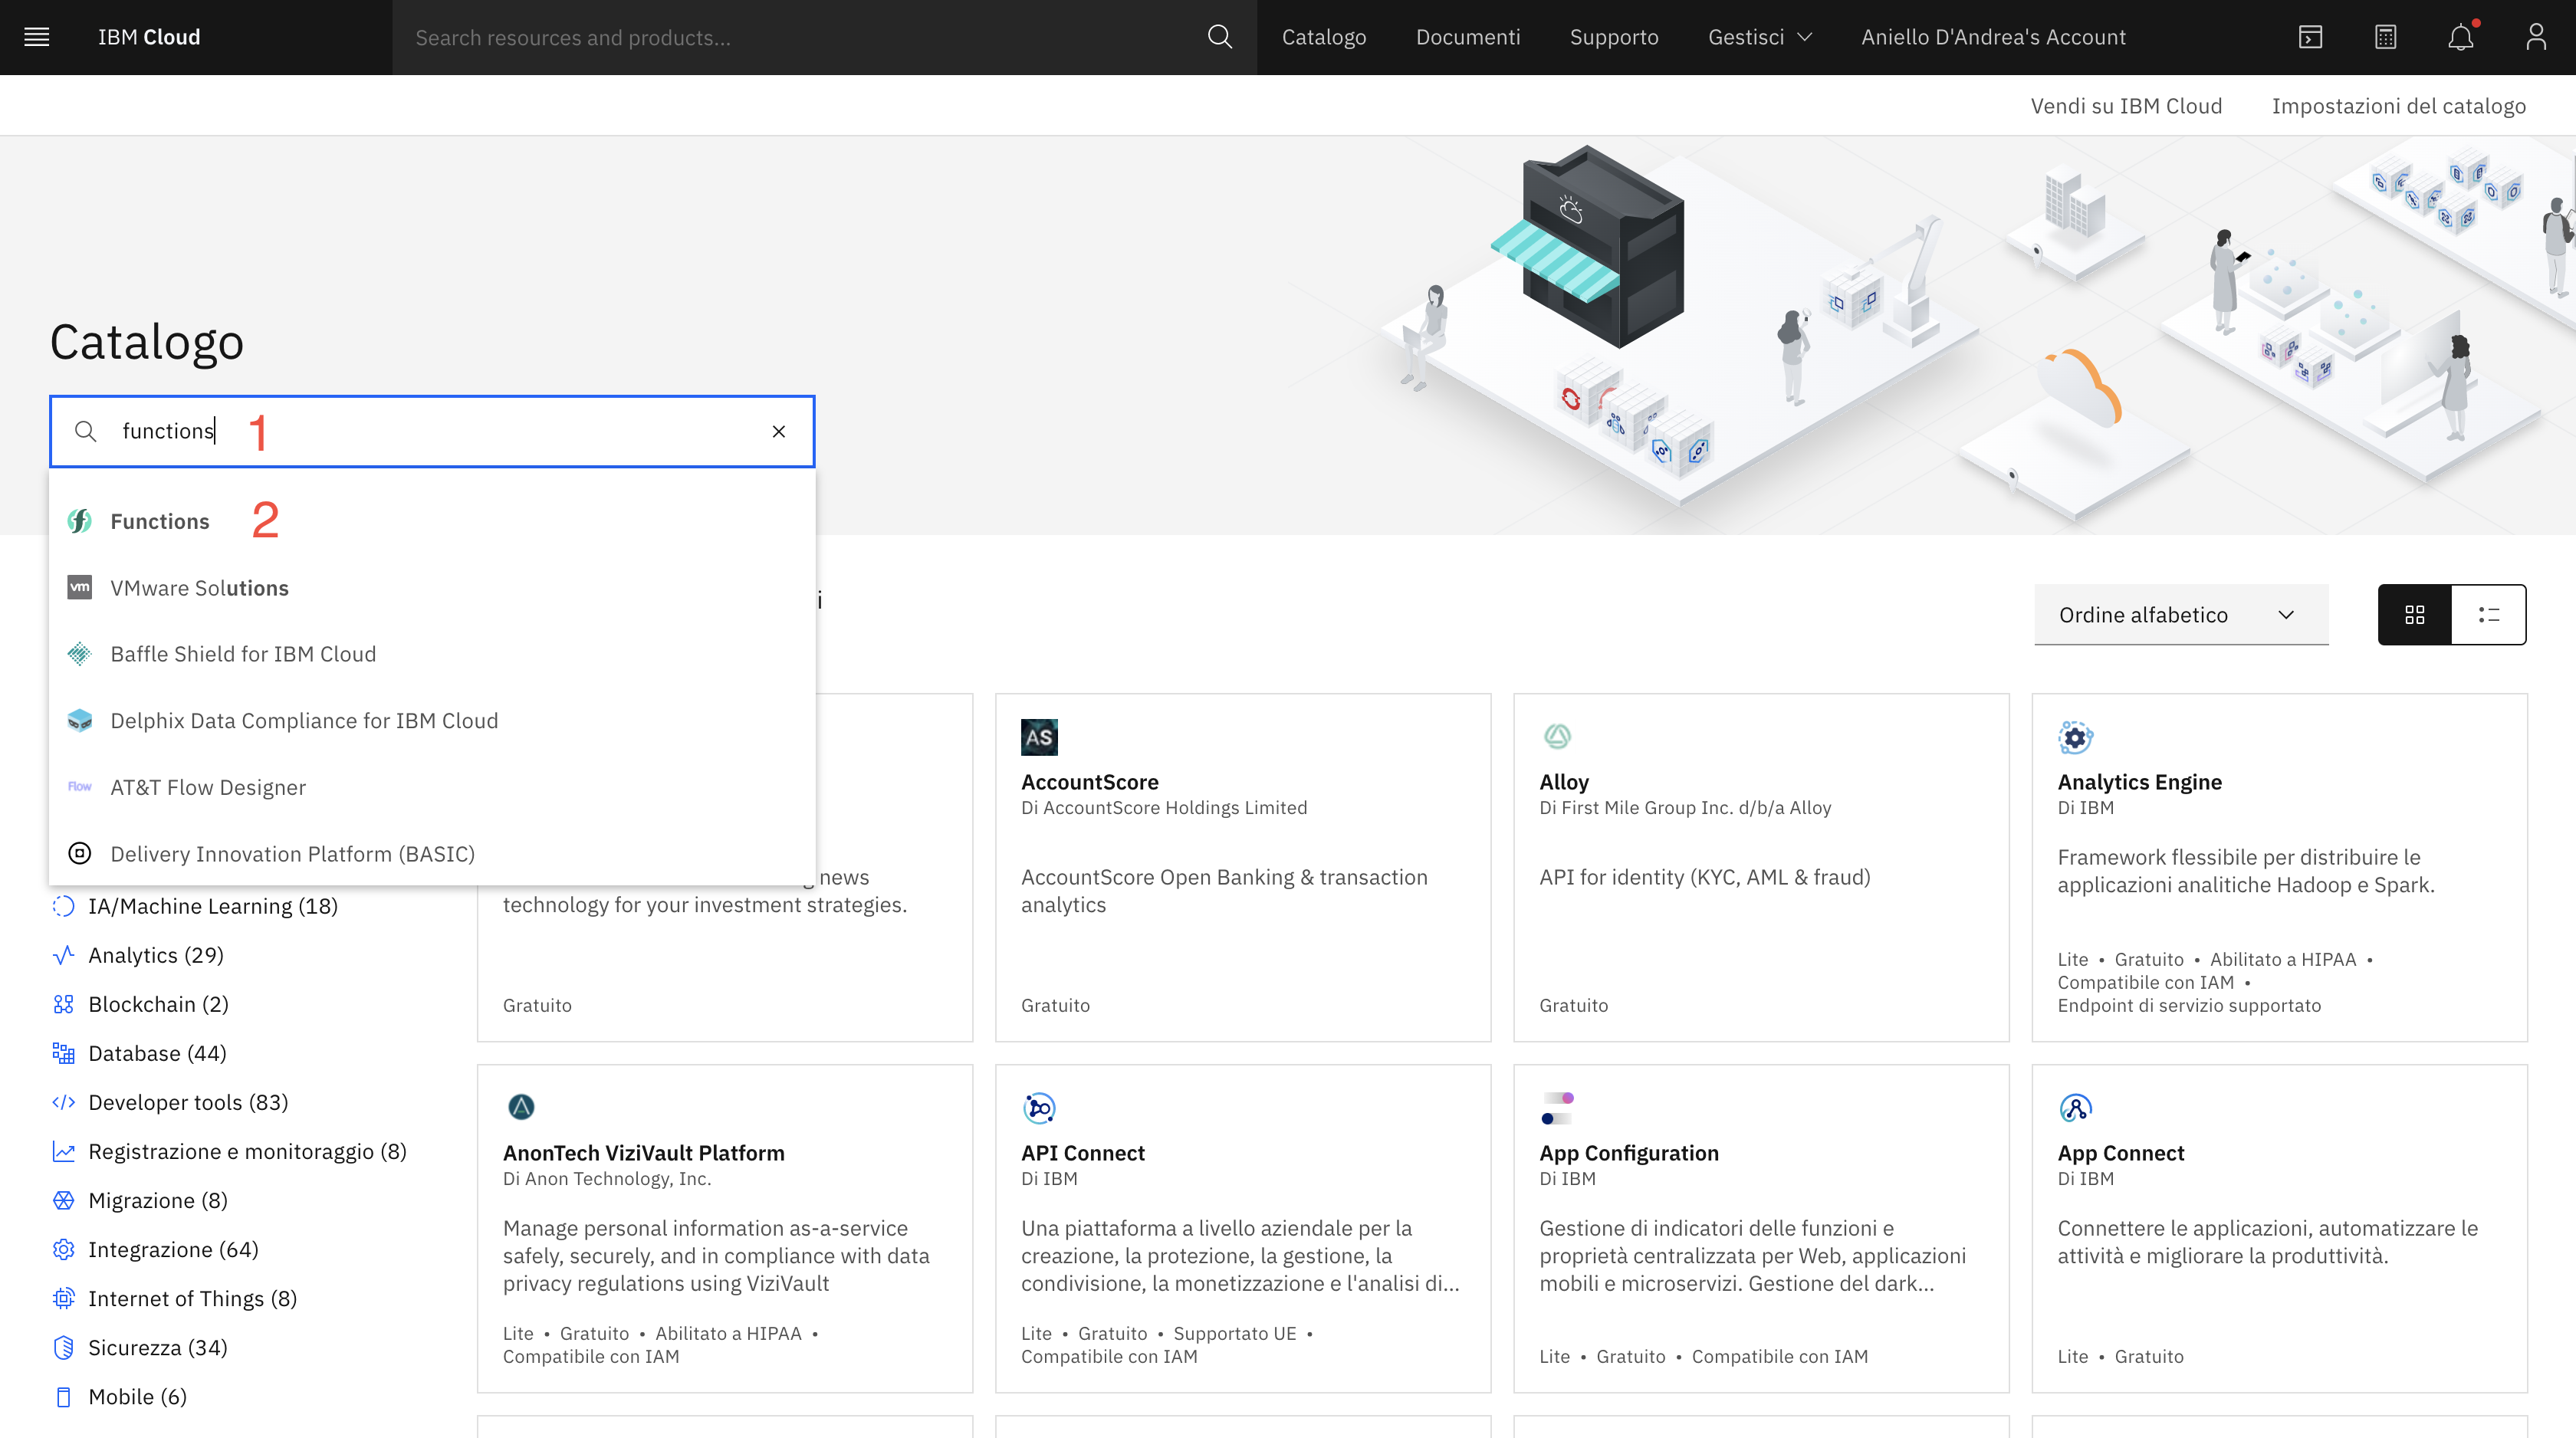 IBM Cloud
Search resources and products...
Catalogo
Documenti
Supporto
Gestisci
Aniello D'Andrea's Account
Vendi su IBM Cloud
Impostazioni del catalogo
Catalogo
functions
1
Functions
2
VMware Solutions
Baffle Shield for IBM Cloud
Delphix Data Compliance for IBM Cloud
Flow AT&T Flow Designer
Delivery Innovation Platform (BASIC)
i
Ordine alfabetico
IA/Machine Learning (18)
Analytics (29)
Blockchain (2)
Database (44)
Developer tools (83)
Registrazione e monitoraggio (8)
Migrazione (8)
Integrazione (64)
Internet of Things (8)
Sicurezza (34)
Mobile (6)
news
technology for your investment strategies.
Gratuito
AS
AccountScore
Di AccountScore Holdings Limited
AccountScore Open Banking & transaction
analytics
Gratuito
Alloy
Di First Mile Group Inc. d/b/a Alloy
API for identity (KYC, AML & fraud)
Gratuito
Analytics Engine
Di IBM
Framework flessibile per distribuire le
applicazioni analitiche Hadoop e Spark.
Lite • Gratuito • Abilitato a HIPAA •
Compatibile con IAM •
Endpoint di servizio supportato
AnonTech ViziVault Platform
Di Anon Technology, Inc.
Manage personal information as-a-service
safely, securely, and in compliance with data
privacy regulations using ViziVault
Lite • Gratuito • Abilitato a HIPAA •
Compatibile con IAM
API Connect
Di IBM
Una piattaforma a livello aziendale per la
creazione, la protezione, la gestione, la
condivisione, la monetizzazione e l'analisi di...
Lite • Gratuito • Supportato UE •
Compatibile con IAM
App Configuration
Di IBM
Gestione di indicatori delle funzioni e
proprietà centralizzata per Web, applicazioni
mobili e microservizi. Gestione del dark...
Lite • Gratuito • Compatibile con IAM
App Connect
Di IBM
Connettere le applicazioni, automatizzare le
attività e migliorare la produttività.
Lite • Gratuito